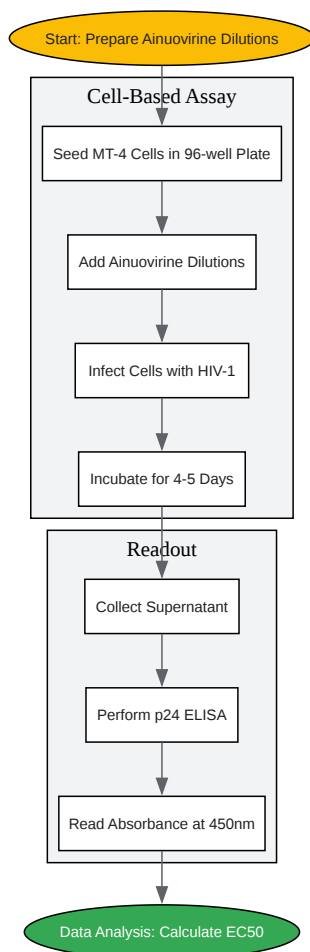 Start: Prepare Ainuovirine Dilutions
Cell-Based Assay
Seed MT-4 Cells in 96-well Plate
Add Ainuovirine Dilutions
Infect Cells with HIV-1
Incubate for 4-5 Days
Readout
Collect Supernatant
Perform p24 ELISA
Read Absorbance at 450nm
Data Analysis: Calculate EC50